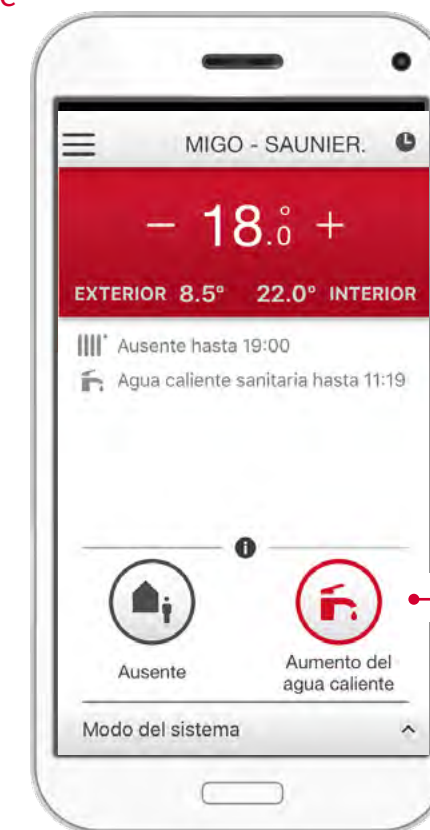 e
MIGO - SAUNIER.
− 18.0° +
EXTERIOR 8.5° 22.0° INTERIOR
Ausente hasta 19:00
Agua caliente sanitaria hasta 11:19
i
Ausente
Aumento del
agua caliente
Modo del sistema